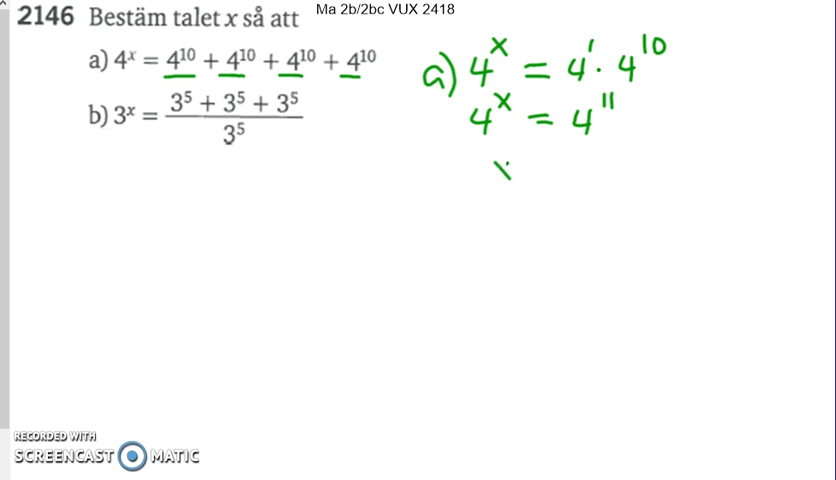 2146 Bestäm talet x så att
Ma 2b/2bc VUX 2418
a) 4^x = 4^10 + 4^10 + 4^10 + 4^10
b) 3^x = (3^5 + 3^5 + 3^5) / 3^5
a) 4^x = 4^1 · 4^10
4^x = 4^11
RECORDED WITH
SCREENCAST MATIC